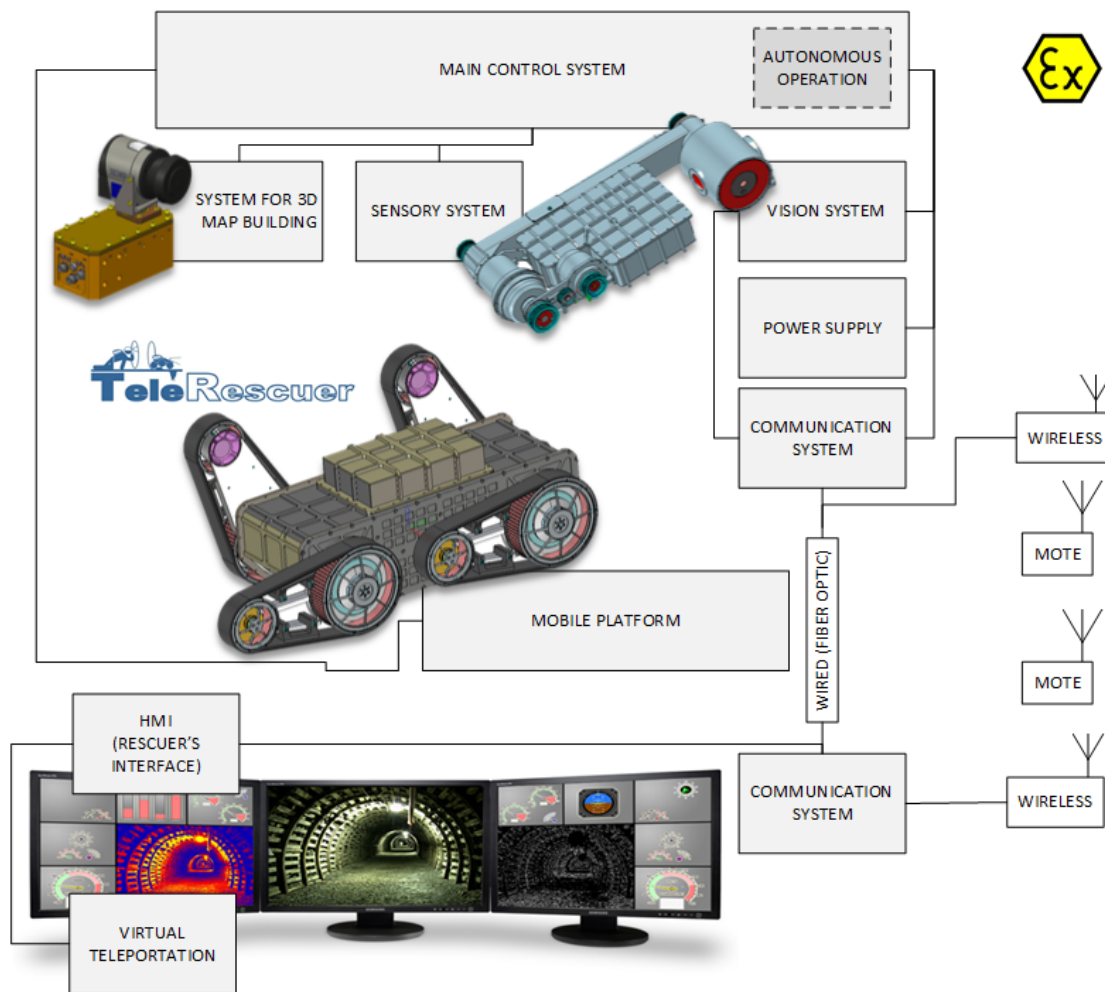 MAIN CONTROL SYSTEM
AUTONOMOUS
OPERATION
Ex
SYSTEM FOR 3D
MAP BUILDING
SENSORY SYSTEM
VISION SYSTEM
POWER SUPPLY
TeleRescuer
COMMUNICATION
SYSTEM
WIRELESS
MOTE
WIRED (FIBER OPTIC)
MOBILE PLATFORM
MOTE
HMI
(RESCUER'S
INTERFACE)
COMMUNICATION
SYSTEM
WIRELESS
VIRTUAL
TELEPORTATION